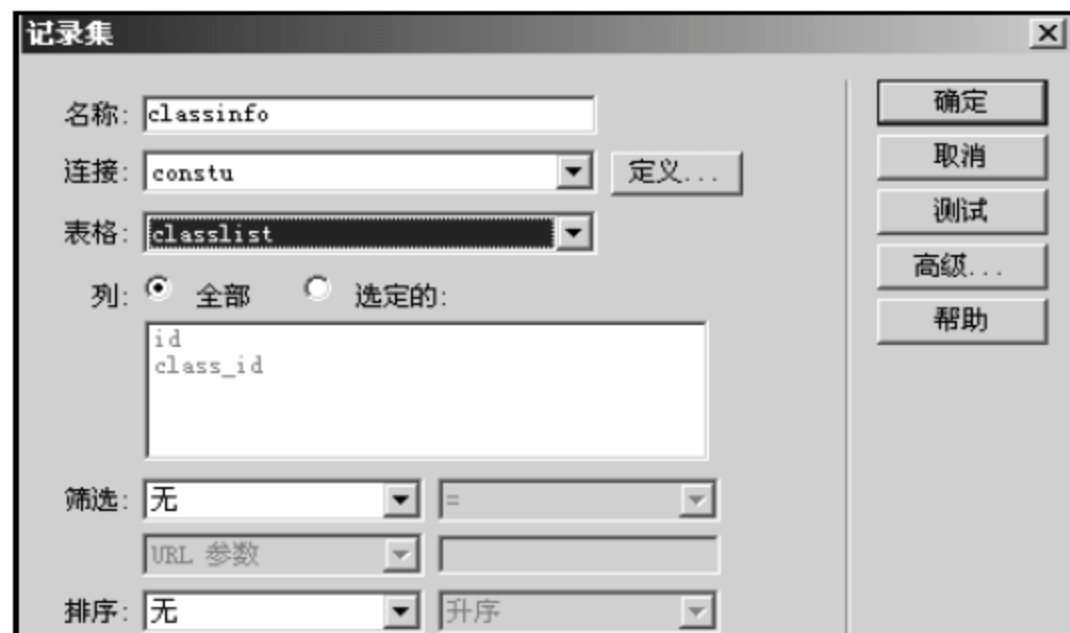 记录集
名称: classinfo
连接: constu 定义...
表格: classlist
列: 全部 选定的:
id
class_id
筛选: 无 =
URL 参数
排序: 无 升序
确定
取消
测试
高级...
帮助